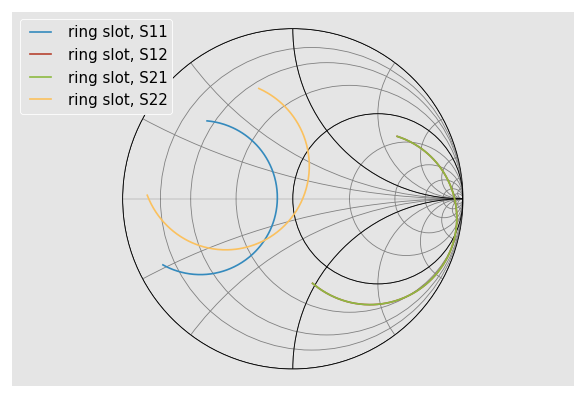 ring slot, S11
ring slot, S12
ring slot, S21
ring slot, S22